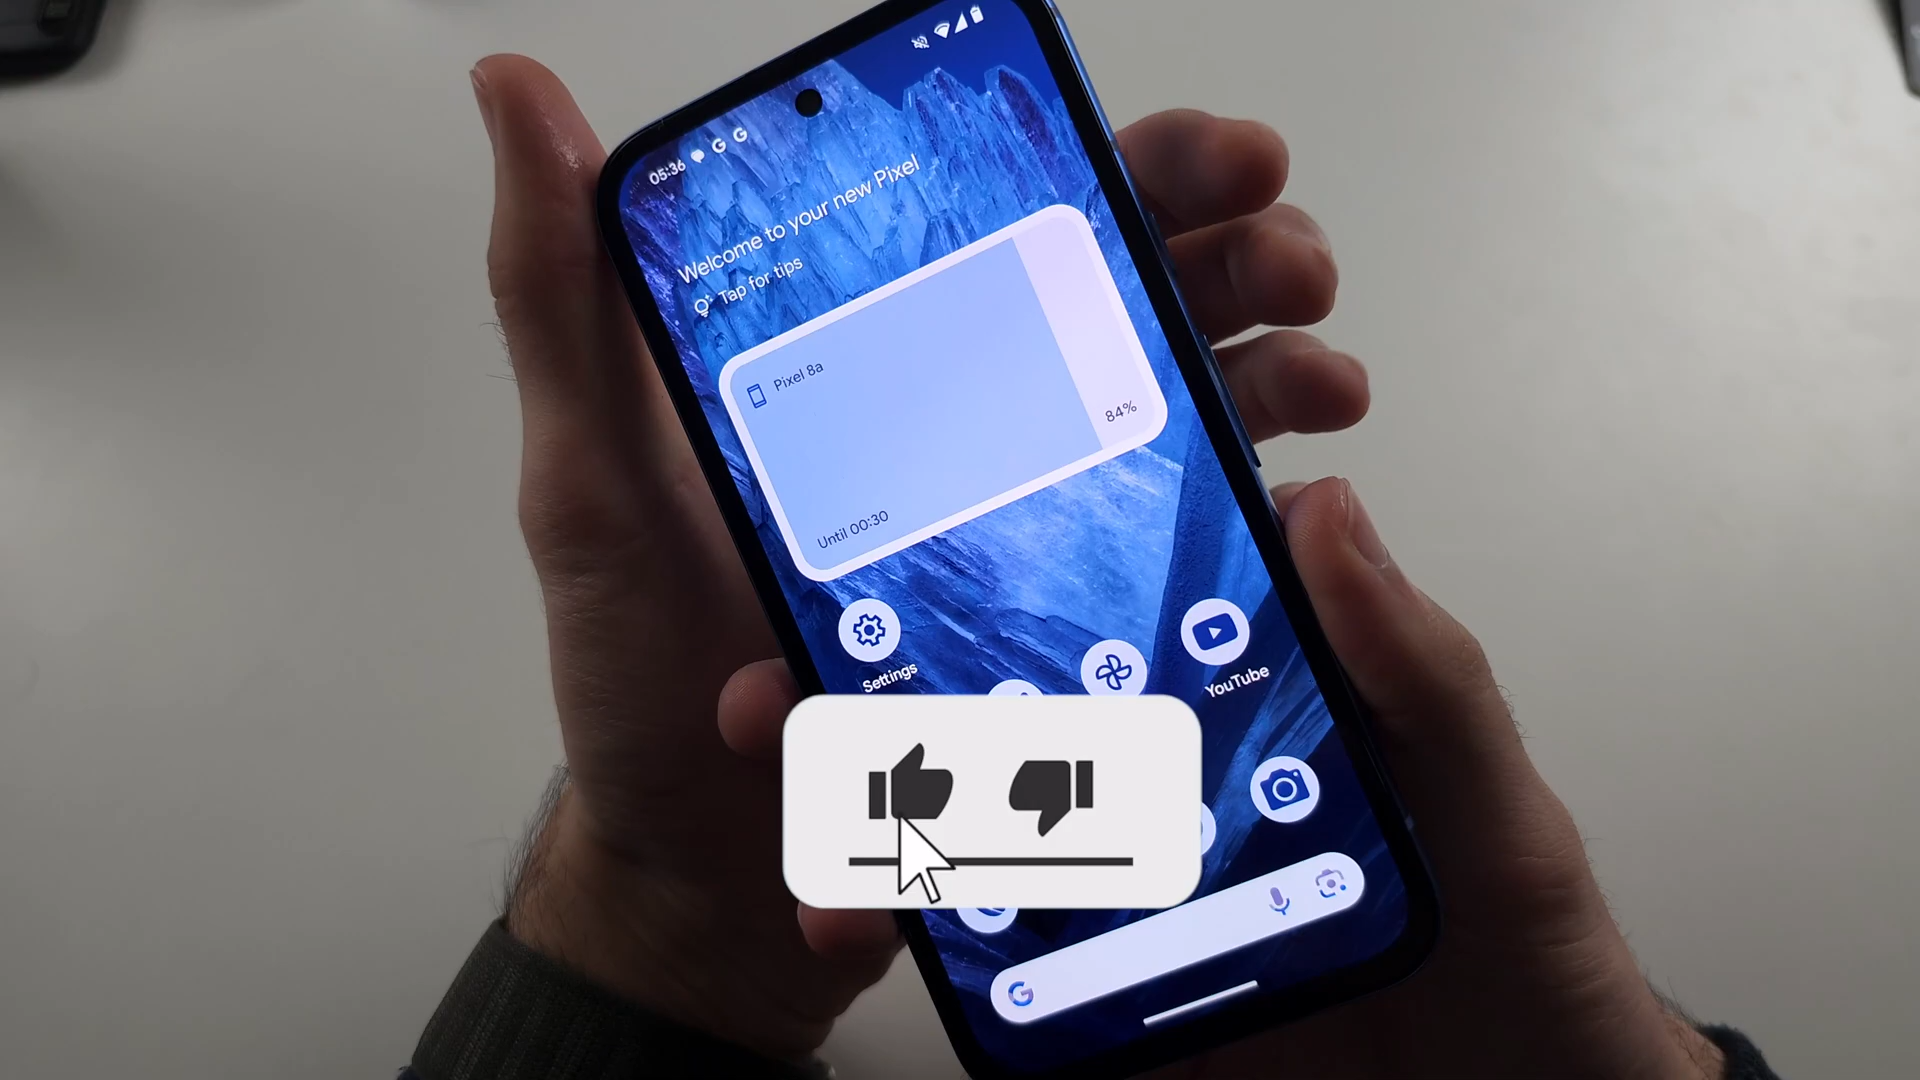 05:36 G G
Welcome to your new Pixel
Tap for tips
Pixel 8a
84%
Until 00:30
Settings
YouTube
G